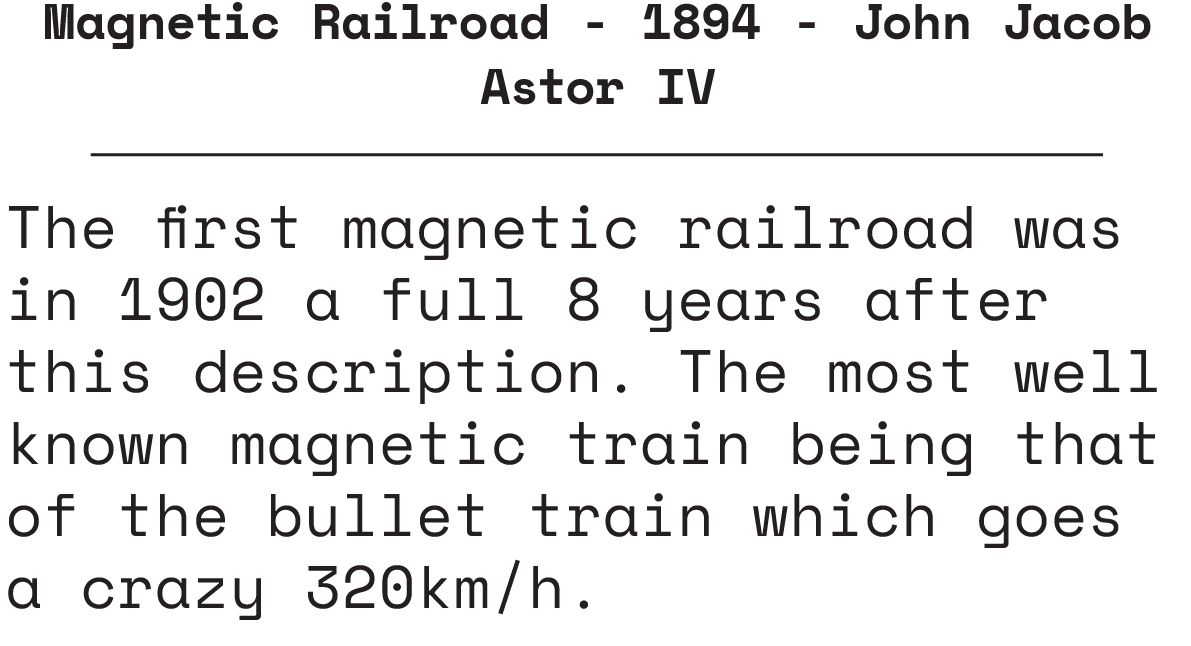 Magnetic Railroad - 1894 - John Jacob
Astor IV
The first magnetic railroad was
in 1902 a full 8 years after
this description. The most well
known magnetic train being that
of the bullet train which goes
a crazy 320km/h.